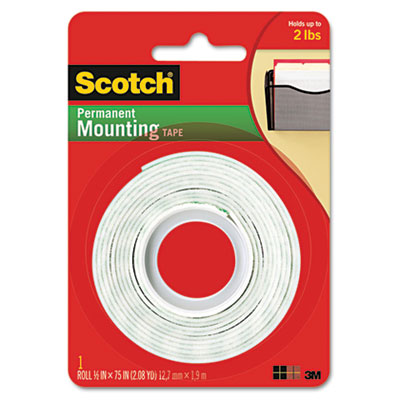 Holds up to
2 lbs
Scotch
Permanent
Mounting TAPE
1
ROLL ½ IN × 75 IN (2.08 YD) 12,7 mm × 1,9 m
3M